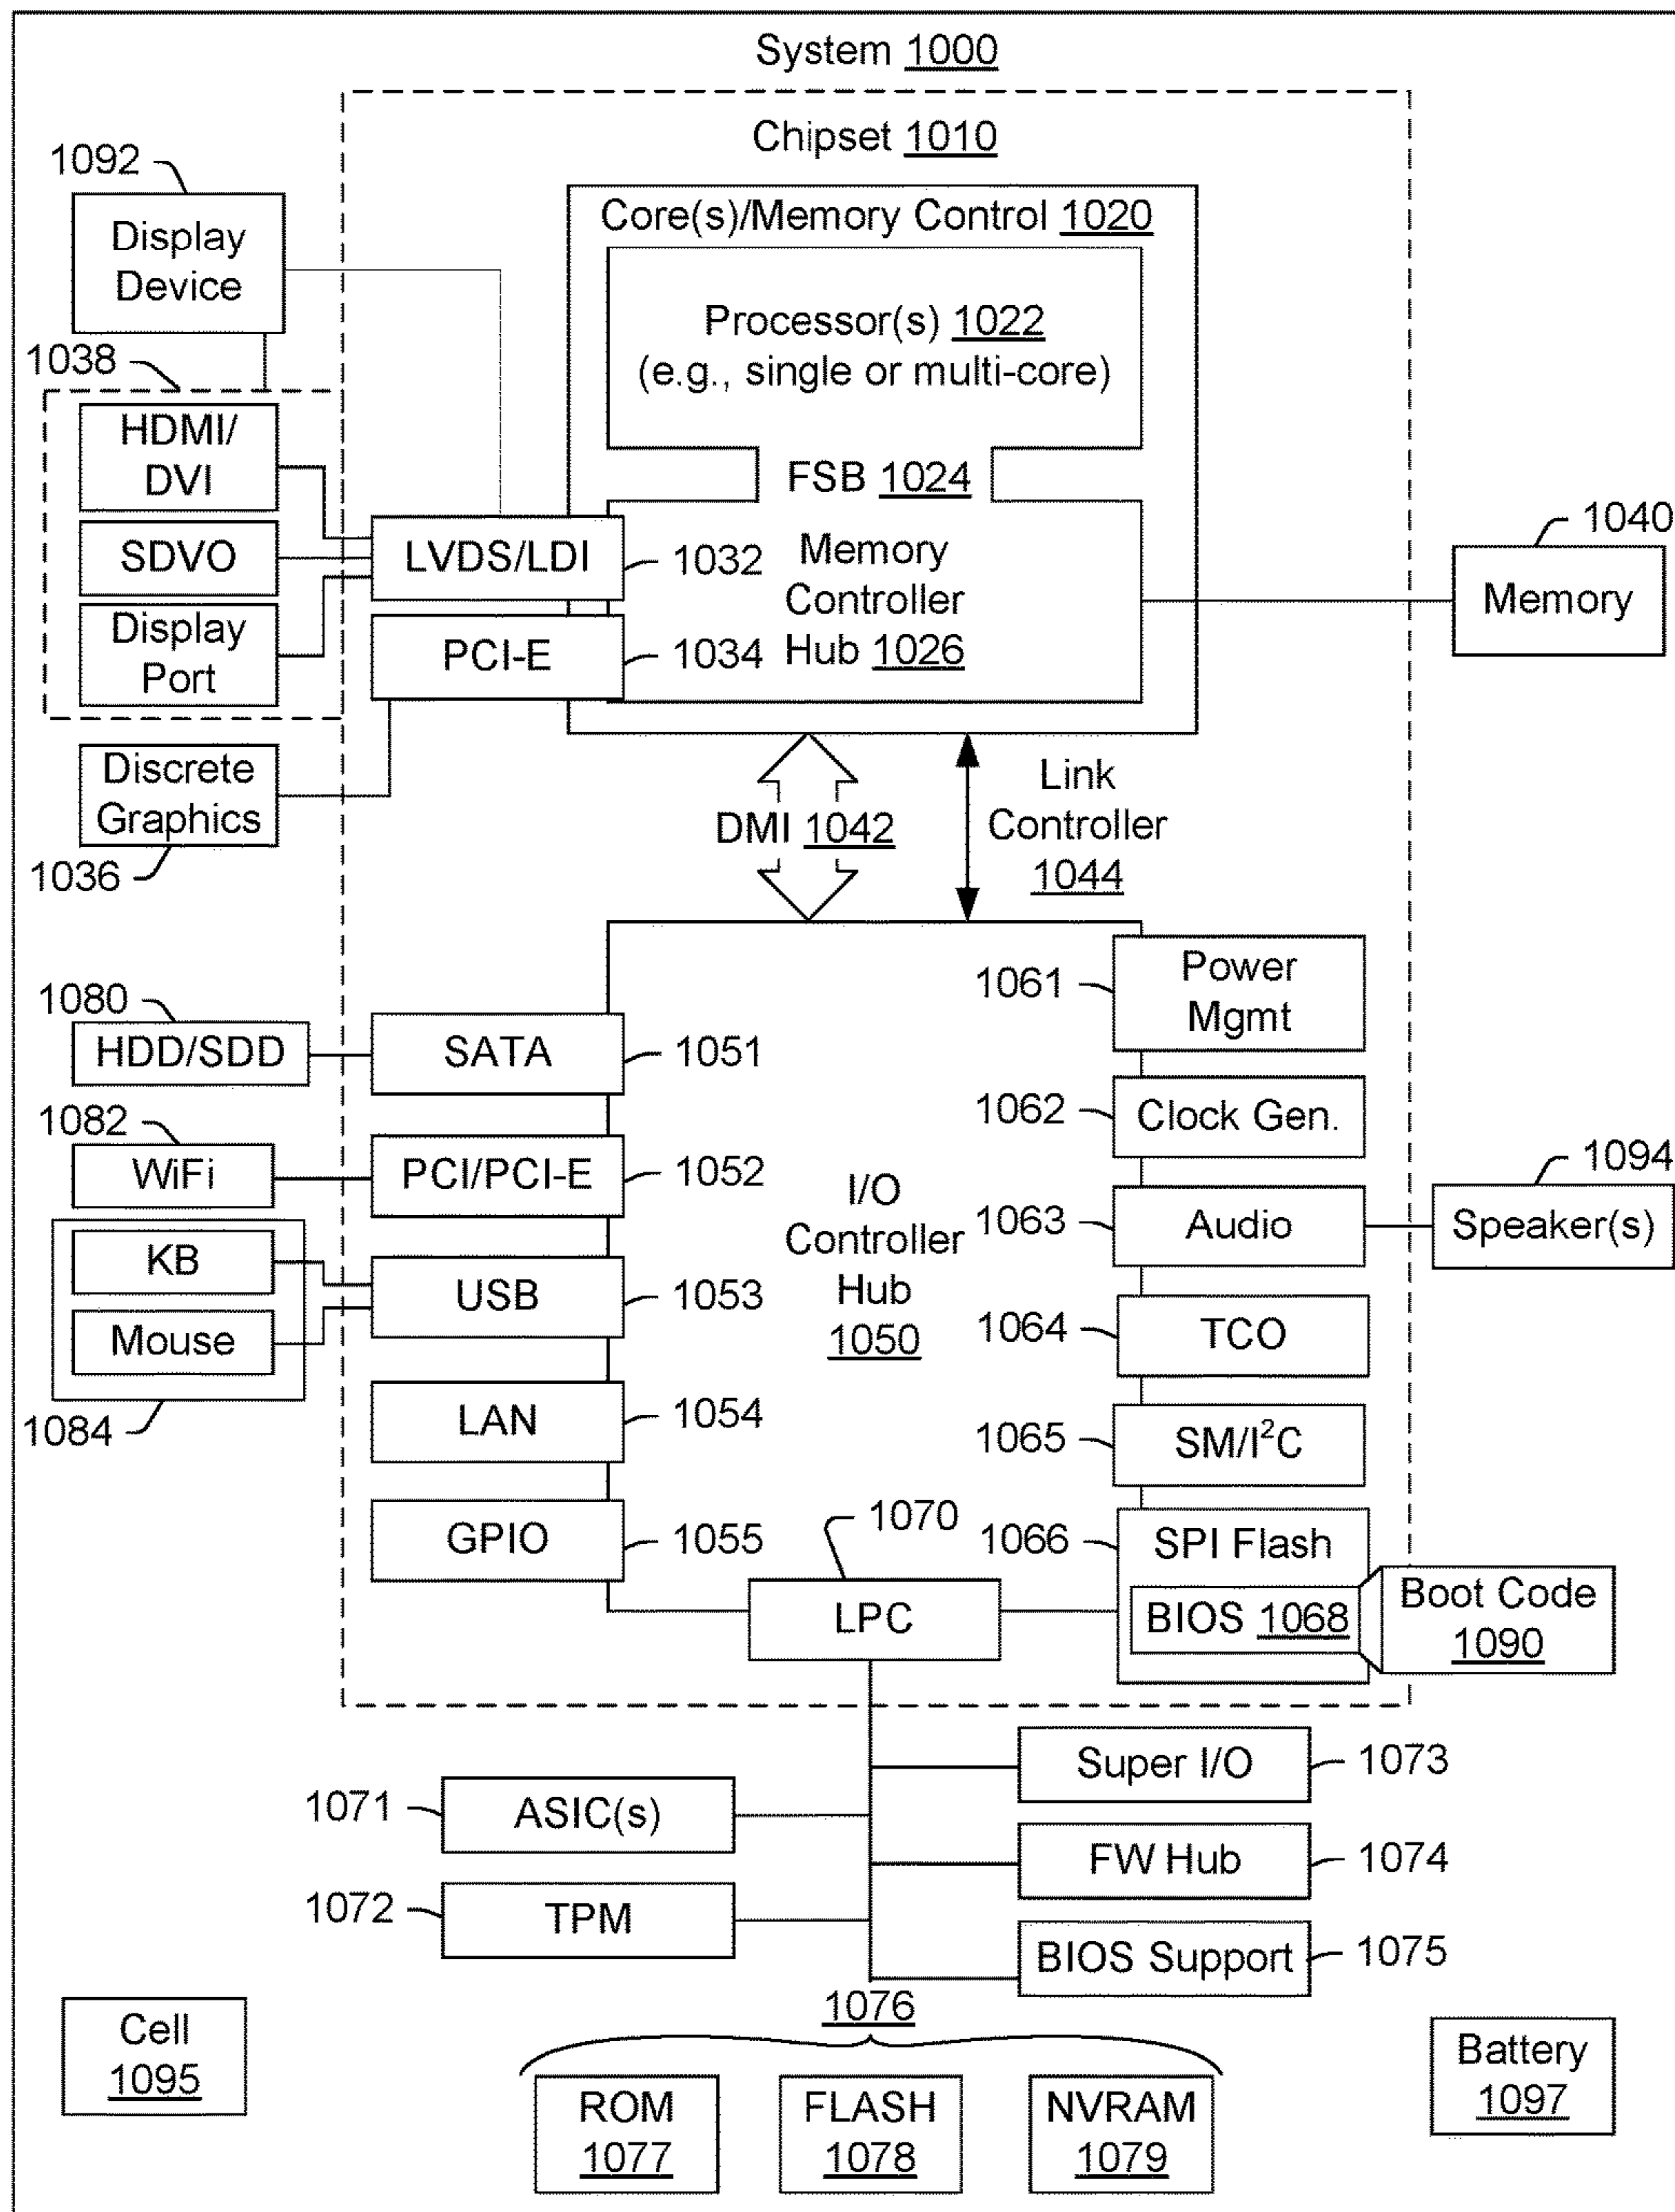 System 1000
Chipset 1010
1092
Display
Device
Core(s)/Memory Control 1020
Processor(s) 1022
(e.g., single or multi-core)
FSB 1024
Memory
Controller
Hub 1026
1038
HDMI/
DVI
SDVO
Display
Port
LVDS/LDI
1032
PCI-E
1034
1040
Memory
Discrete
Graphics
1036
DMI 1042
Link
Controller
1044
1080
HDD/SDD
SATA
1051
1082
WiFi
PCI/PCI-E
1052
KB
Mouse
1084
USB
1053
LAN
1054
GPIO
1055
I/O
Controller
Hub
1050
1061
Power
Mgmt
1062
Clock Gen.
1063
Audio
1094
Speaker(s)
1064
TCO
1065
SM/I²C
1066
SPI Flash
BIOS 1068
Boot Code
1090
1070
LPC
1071
ASIC(s)
1072
TPM
Super I/O
1073
FW Hub
1074
BIOS Support
1075
1076
Cell
1095
ROM
1077
FLASH
1078
NVRAM
1079
Battery
1097